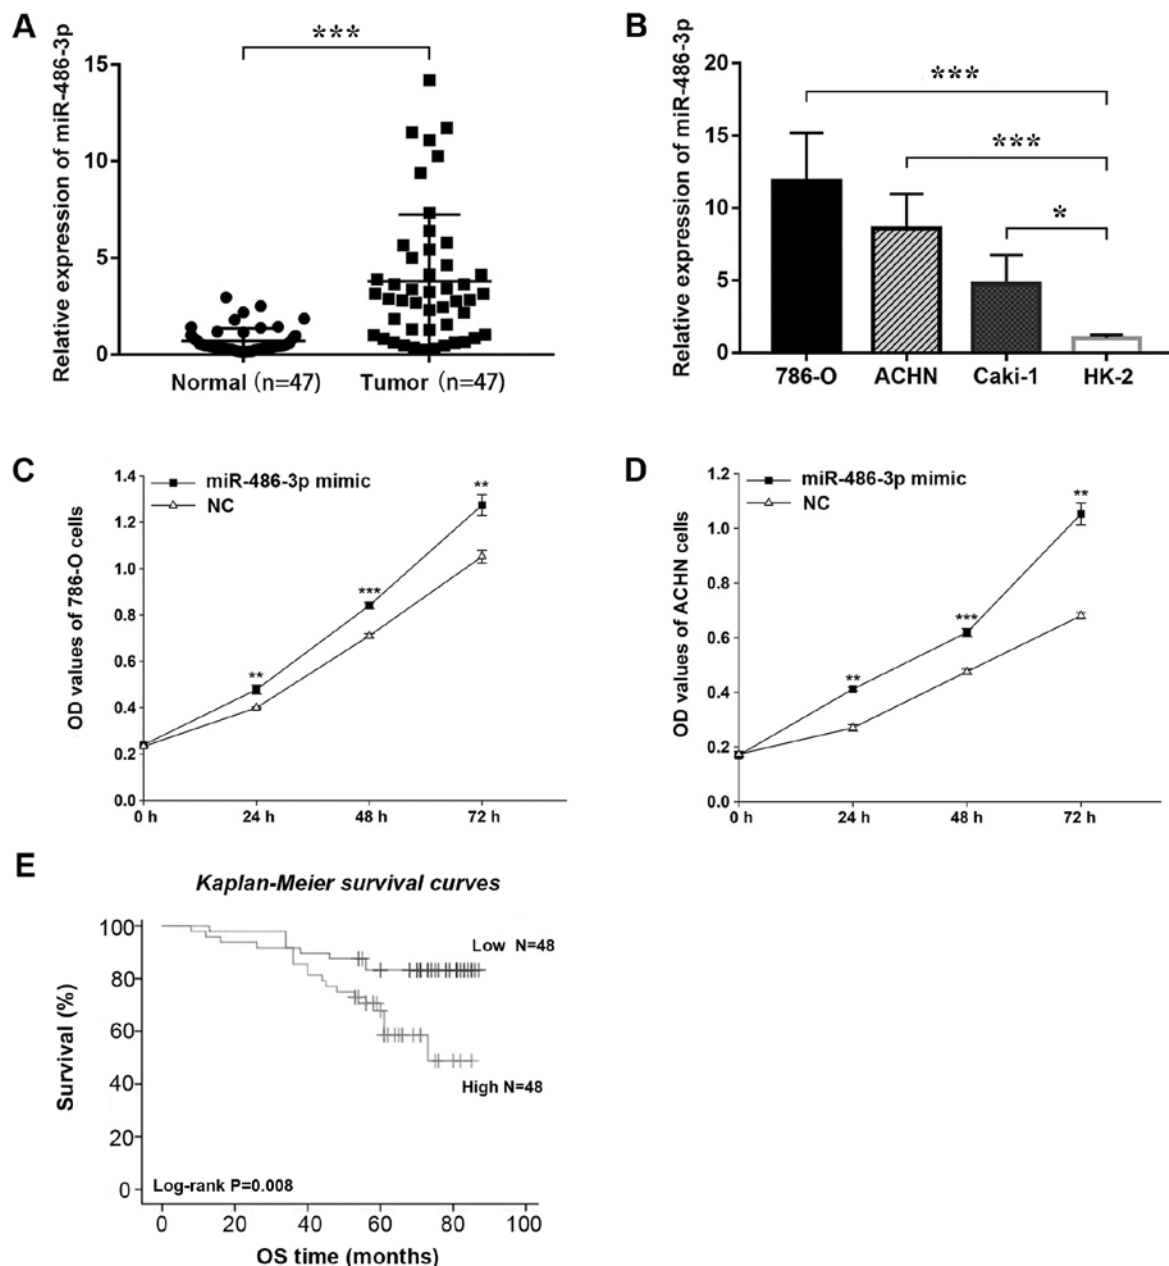 A
Relative expression of miR-486-3p
***
15
10
5
0
Normal (n=47)
Tumor (n=47)
B
Relative expression of miR-486-3p
20
15
10
5
0
***
***
*
786-O
ACHN
Caki-1
HK-2
C
OD values of 786-O cells
1.4
1.2
1.0
0.8
0.6
0.4
0.2
0.0
miR-486-3p mimic
NC
**
***
**
0 h
24 h
48 h
72 h
D
OD values of ACHN cells
1.2
1.0
0.8
0.6
0.4
0.2
0.0
miR-486-3p mimic
NC
**
***
**
0 h
24 h
48 h
72 h
E
Kaplan-Meier survival curves
Survival (%)
100
80
60
40
20
0
Low N=48
High N=48
Log-rank P=0.008
0
20
40
60
80
100
OS time (months)